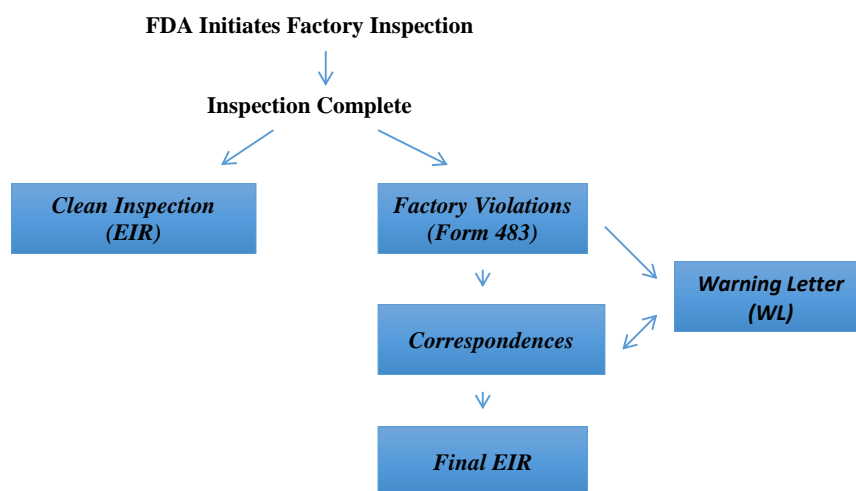 FDA Initiates Factory Inspection
Inspection Complete
Clean Inspection
(EIR)
Factory Violations
(Form 483)
Warning Letter
(WL)
Correspondences
Final EIR